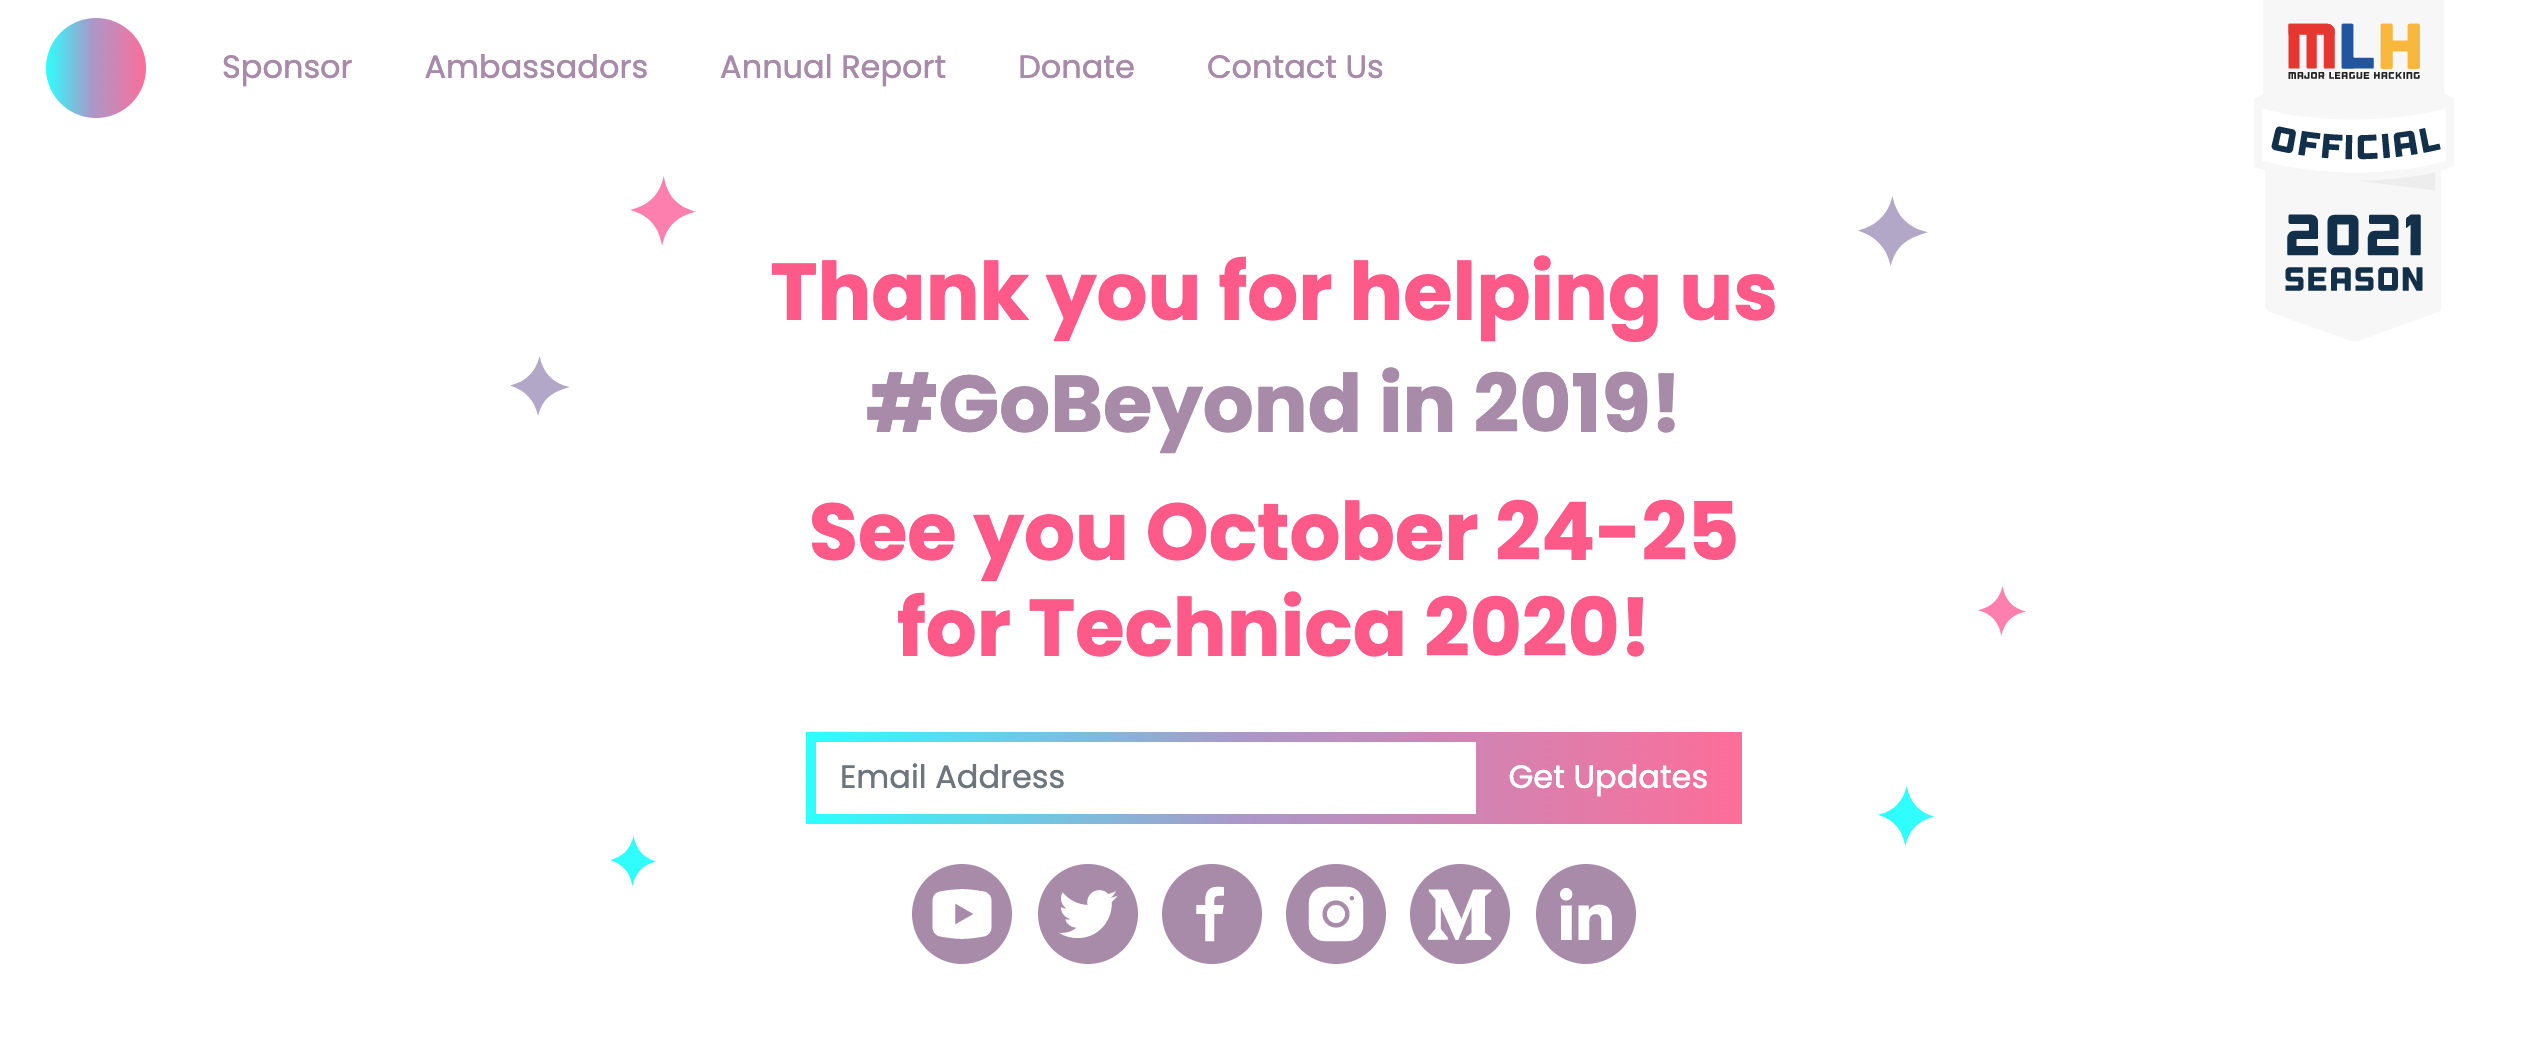 Sponsor
Ambassadors
Annual Report
Donate
Contact Us
MLH
MAJOR LEAGUE HACKING
OFFICIAL
2021
SEASON
Thank you for helping us
#GoBeyond in 2019!
See you October 24-25
for Technica 2020!
Email Address
Get Updates